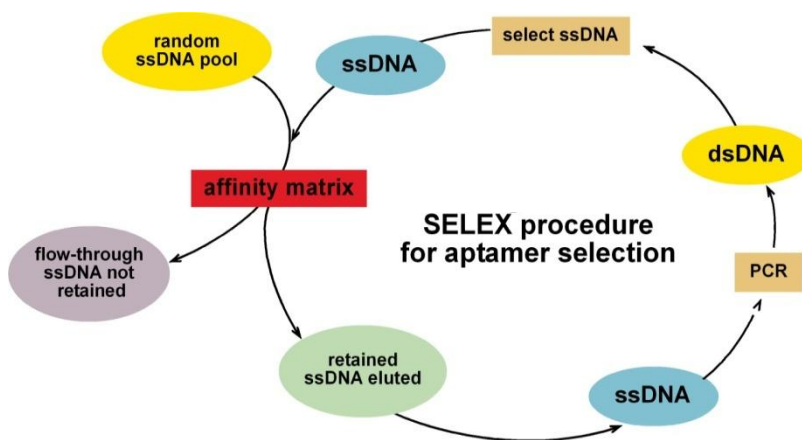 random
ssDNA pool
ssDNA
select ssDNA
dsDNA
affinity matrix
SELEX procedure
for aptamer selection
flow-through
ssDNA not
retained
PCR
retained
ssDNA eluted
ssDNA